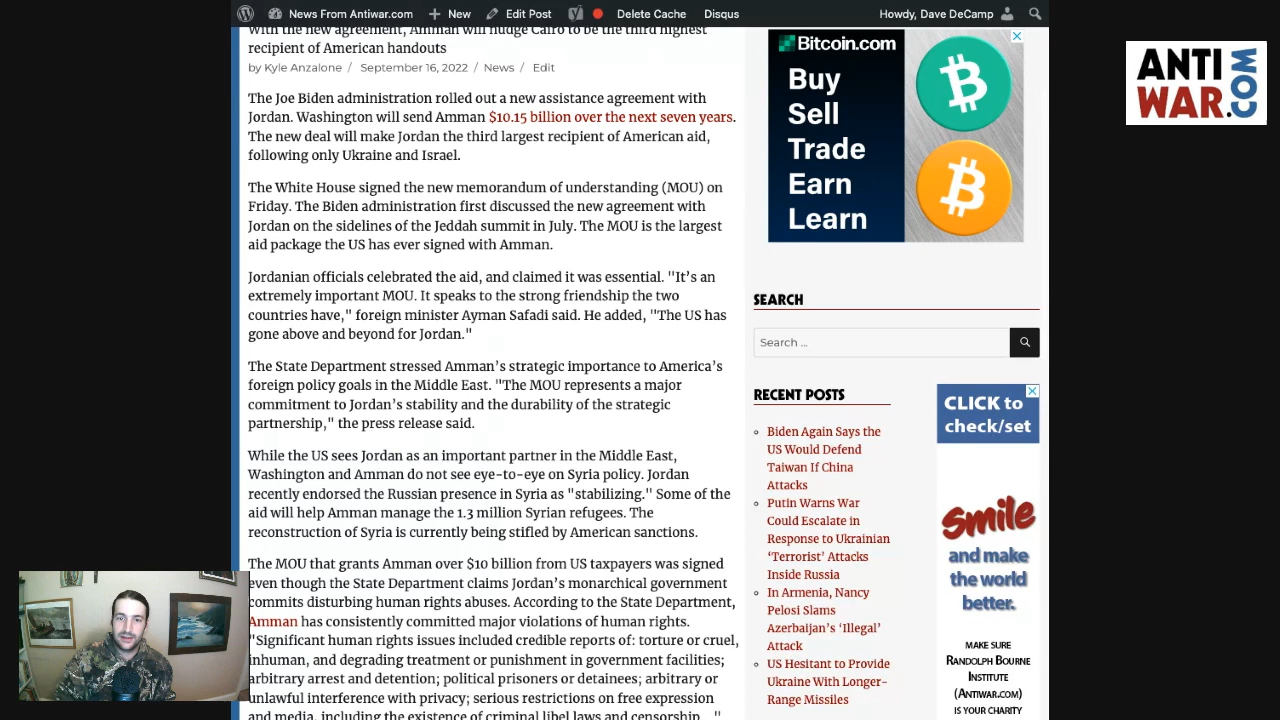 News From Antiwar.com
New
Edit Post
Delete Cache
Disqus
Howdy, Dave DeCamp
With the new agreement, Amman will nudge Cairo to be the third highest
recipient of American handouts
by Kyle Anzalone / September 16, 2022 / News / Edit
The Joe Biden administration rolled out a new assistance agreement with
Jordan. Washington will send Amman $10.15 billion over the next seven years.
The new deal will make Jordan the third largest recipient of American aid,
following only Ukraine and Israel.
The White House signed the new memorandum of understanding (MOU) on
Friday. The Biden administration first discussed the new agreement with
Jordan on the sidelines of the Jeddah summit in July. The MOU is the largest
aid package the US has ever signed with Amman.
Jordanian officials celebrated the aid, and claimed it was essential. "It's an
extremely important MOU. It speaks to the strong friendship the two
countries have," foreign minister Ayman Safadi said. He added, "The US has
gone above and beyond for Jordan."
The State Department stressed Amman's strategic importance to America's
foreign policy goals in the Middle East. "The MOU represents a major
commitment to Jordan's stability and the durability of the strategic
partnership," the press release said.
While the US sees Jordan as an important partner in the Middle East,
Washington and Amman do not see eye-to-eye on Syria policy. Jordan
recently endorsed the Russian presence in Syria as "stabilizing." Some of the
aid will help Amman manage the 1.3 million Syrian refugees. The
reconstruction of Syria is currently being stifled by American sanctions.
The MOU that grants Amman over $10 billion from US taxpayers was signed
even though the State Department claims Jordan's monarchical government
commits disturbing human rights abuses. According to the State Department,
Amman has consistently committed major violations of human rights.
"Significant human rights issues included credible reports of: torture or cruel,
inhuman, and degrading treatment or punishment in government facilities;
arbitrary arrest and detention; political prisoners or detainees; arbitrary or
unlawful interference with privacy; serious restrictions on free expression
and media, including the existence of criminal libel laws and censorship..."
Bitcoin.com
Buy
Sell
Trade
Earn
Learn
SEARCH
Search ...
RECENT POSTS
Biden Again Says the
US Would Defend
Taiwan If China
Attacks
Putin Warns War
Could Escalate in
Response to Ukrainian
'Terrorist' Attacks
Inside Russia
In Armenia, Nancy
Pelosi Slams
Azerbaijan's 'Illegal'
Attack
US Hesitant to Provide
Ukraine With Longer-
Range Missiles
CLICK to
check/set
smile
and make
the world
better.
MAKE SURE
RANDOLPH BOURNE
INSTITUTE
(ANTIWAR.COM)
IS YOUR CHARITY
ANTI
WAR.COM